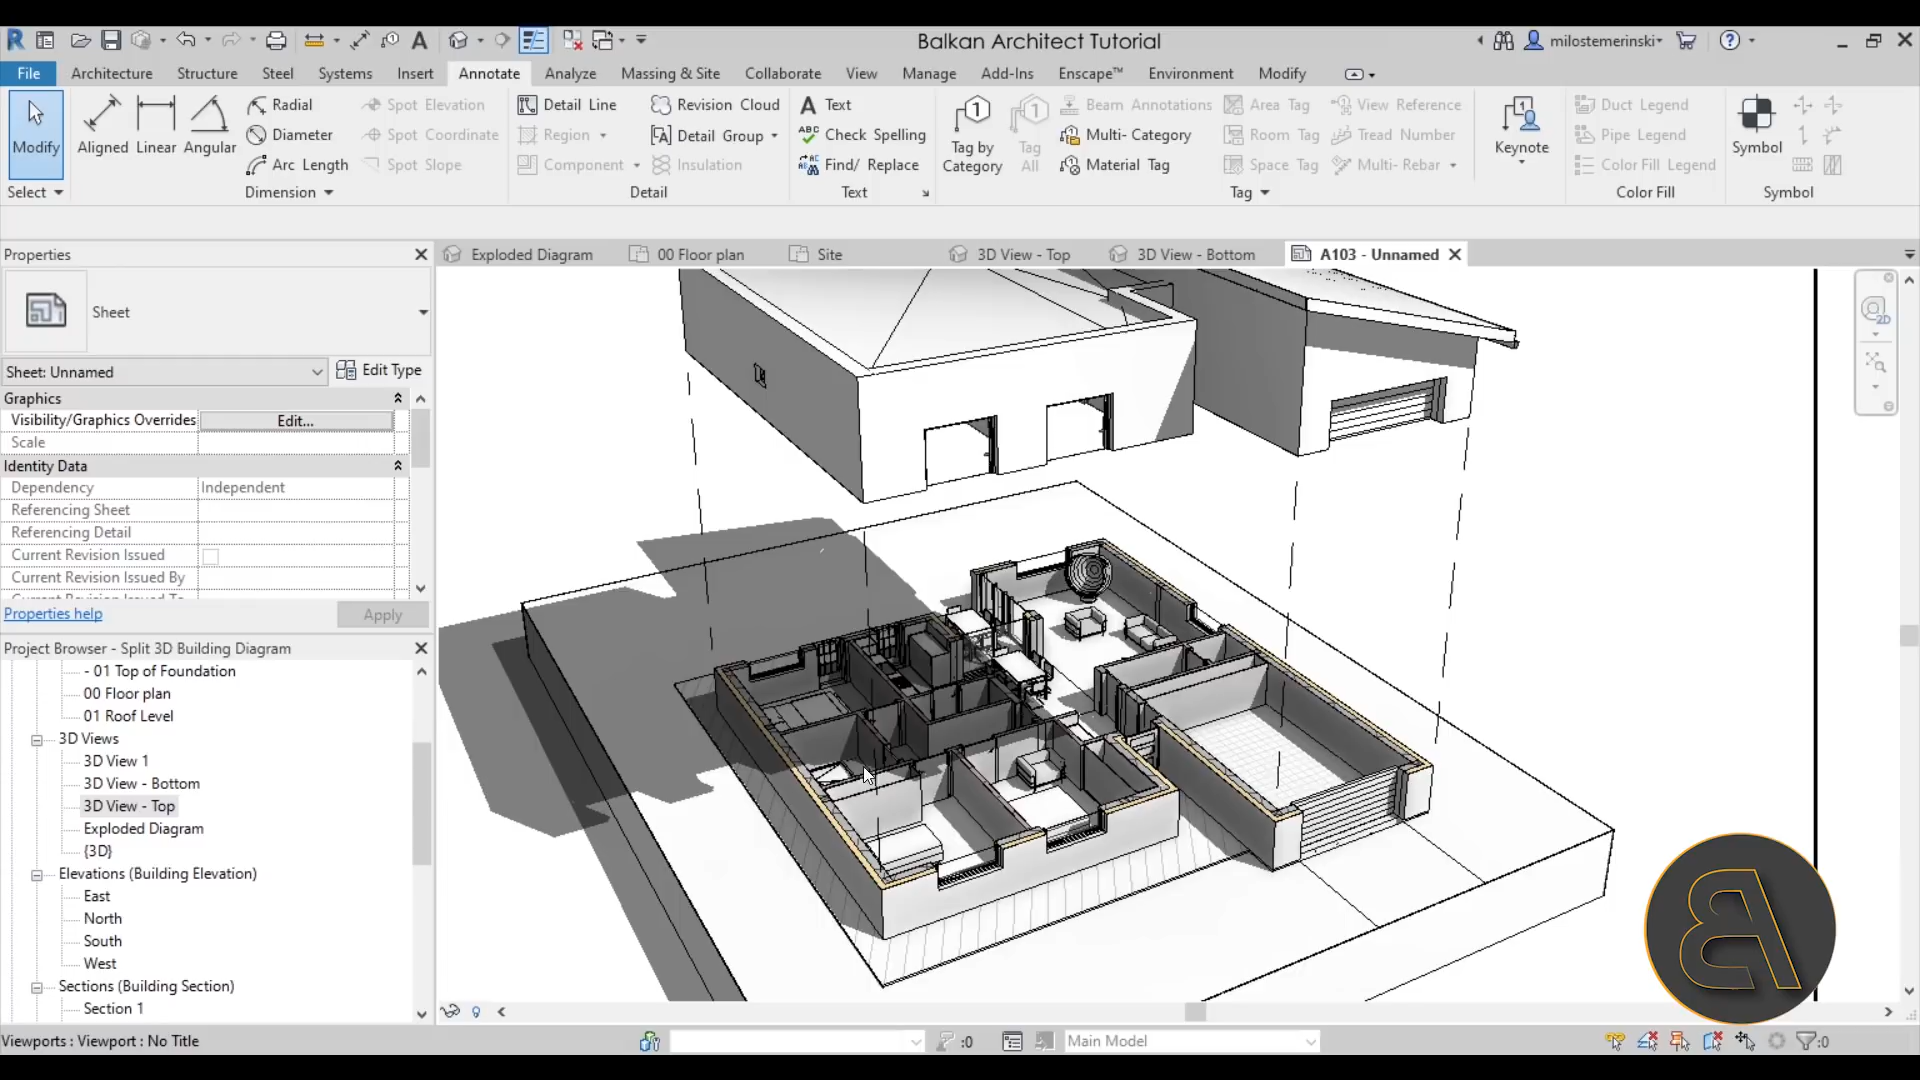 Balkan Architect Tutorial
milostemerinski
File Architecture Structure Steel Systems Insert Annotate Analyze Massing & Site Collaborate View Manage Add-Ins Enscape™ Environment Modify
Modify
Select
Aligned Linear Angular
Radial
Diameter
Arc Length
Spot Elevation
Spot Coordinate
Spot Slope
Dimension
Detail Line
Region
Component
Revision Cloud
Detail Group
Insulation
Detail
Text
Check Spelling
Find/ Replace
Text
Tag by
Category
Tag
All
Beam Annotations
Multi- Category
Material Tag
Area Tag
Room Tag
Space Tag
View Reference
Tread Number
Multi- Rebar
Tag
Keynote
Duct Legend
Pipe Legend
Color Fill Legend
Color Fill
Symbol
Symbol
Properties
Sheet
Sheet: Unnamed
Edit Type
Graphics
Visibility/Graphics Overrides Edit...
Scale
Identity Data
Dependency Independent
Referencing Sheet
Referencing Detail
Current Revision Issued
Current Revision Issued By
Properties help
Apply
Project Browser - Split 3D Building Diagram
- 01 Top of Foundation
00 Floor plan
01 Roof Level
3D Views
3D View 1
3D View - Bottom
3D View - Top
Exploded Diagram
{3D}
Elevations (Building Elevation)
East
North
South
West
Sections (Building Section)
Section 1
Exploded Diagram 00 Floor plan Site 3D View - Top 3D View - Bottom A103 - Unnamed
2D
Viewports : Viewport : No Title
:0
Main Model
:0